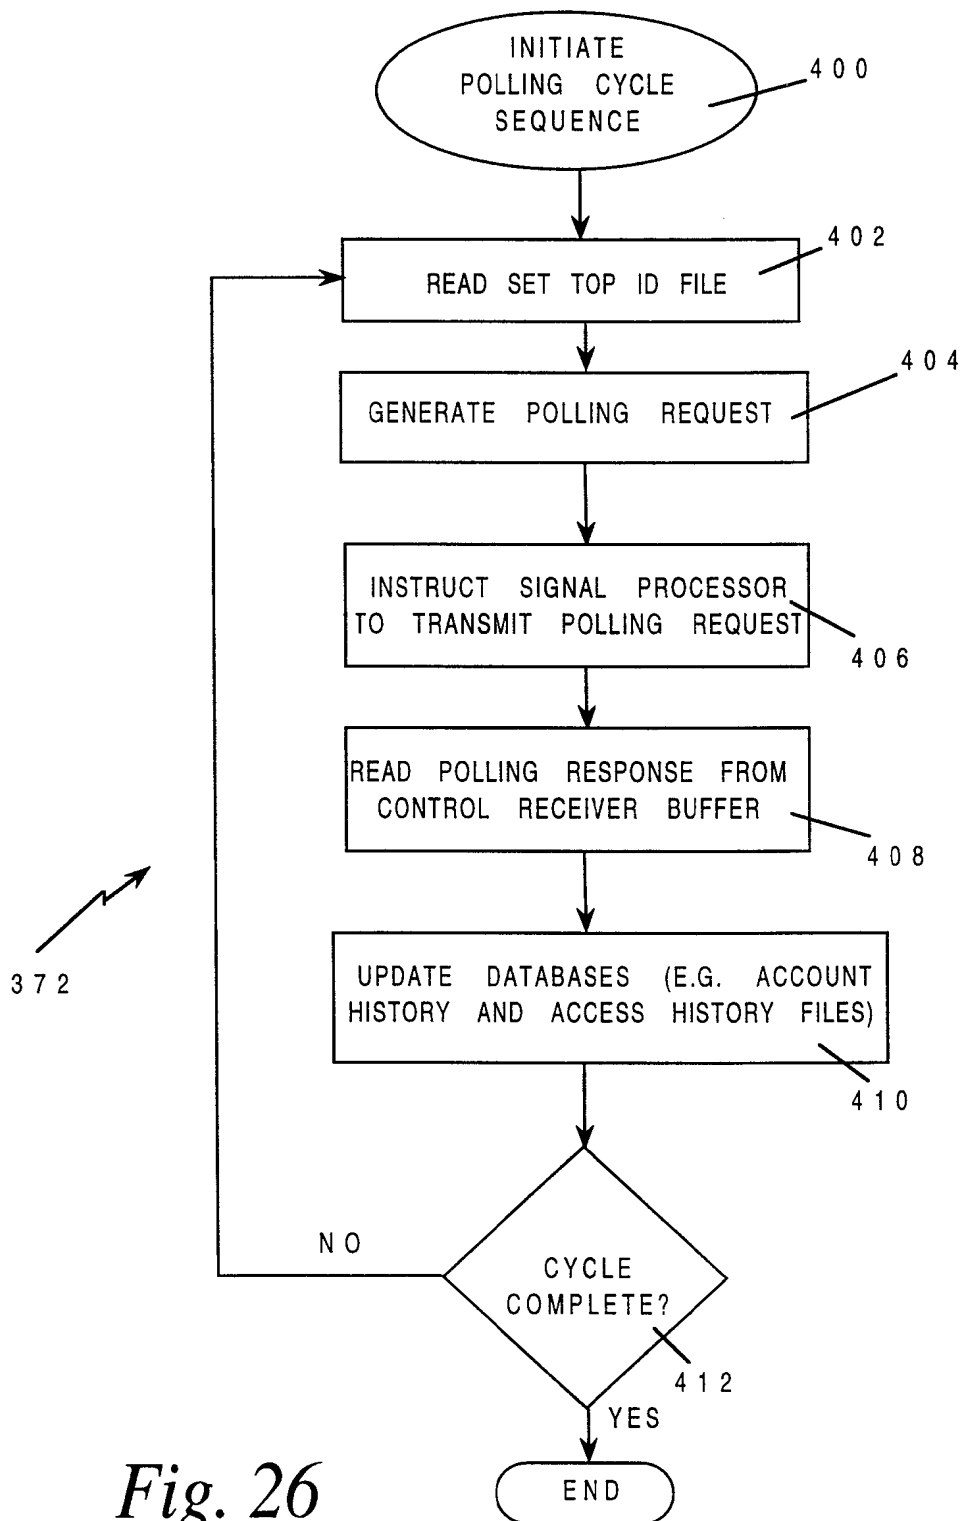 INITIATE
POLLING CYCLE
SEQUENCE
400
402
READ SET TOP ID FILE
404
GENERATE POLLING REQUEST
INSTRUCT SIGNAL PROCESSOR
TO TRANSMIT POLLING REQUEST
406
READ POLLING RESPONSE FROM
CONTROL RECEIVER BUFFER
408
372
UPDATE DATABASES (E.G. ACCOUNT
HISTORY AND ACCESS HISTORY FILES)
410
NO
CYCLE
COMPLETE?
412
YES
END
Fig. 26